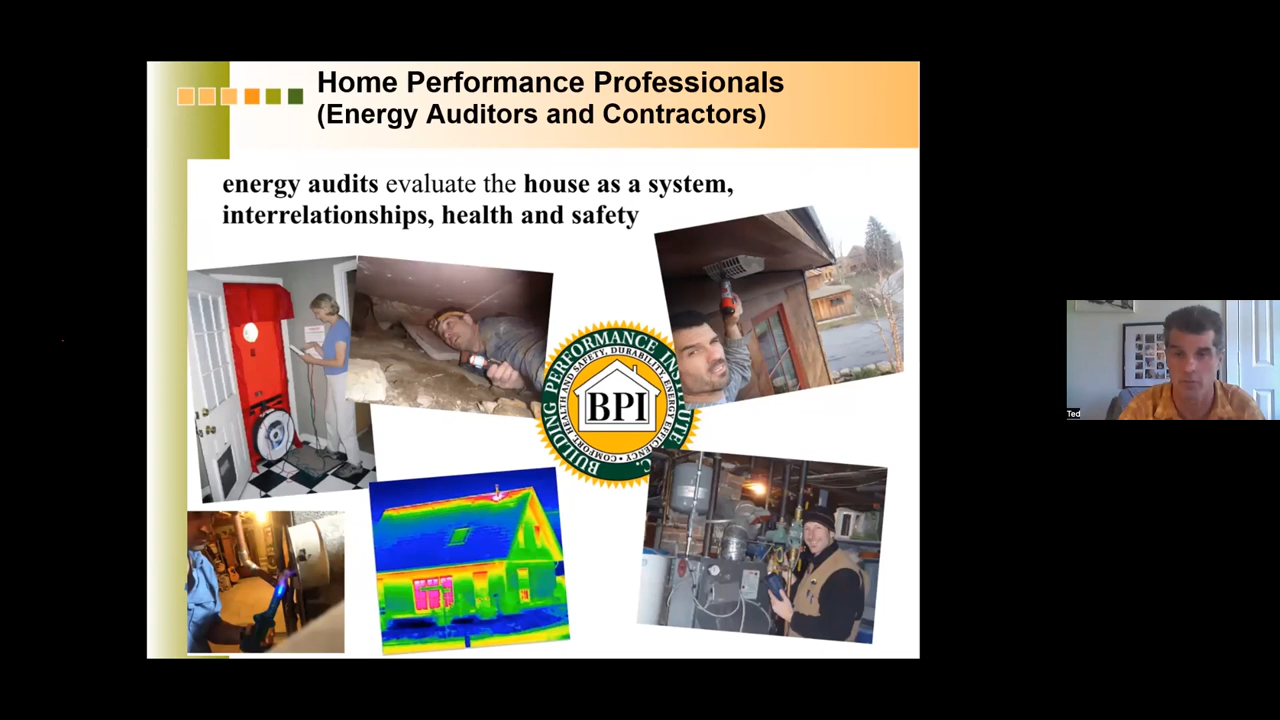 Home Performance Professionals
(Energy Auditors and Contractors)
energy audits evaluate the house as a system,
interrelationships, health and safety
BUILDING PERFORMANCE INSTITUTE
COMFORT, HEALTH AND SAFETY, DURABILITY, ENERGY EFFICIENCY
BPI
Ted